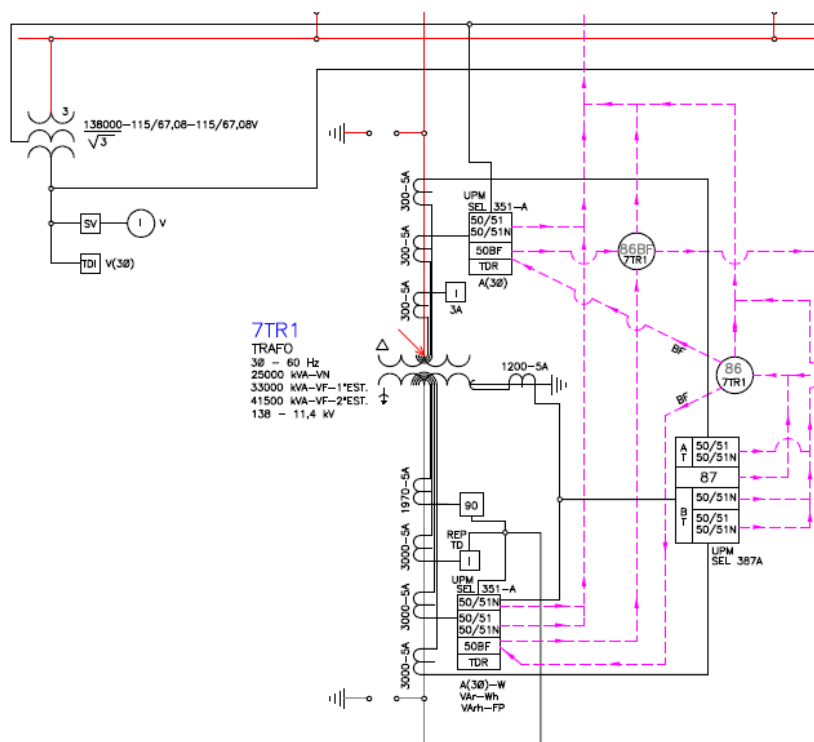 3
138000-115/67,08-115/67,08V
√3
SV
I
V
TDI
V(3Ø)
300-5A
300-5A
300-5A
UPM
SEL 351-A
50/51
50/51N
50BF
TDR
A(3Ø)
I
3A
86BF
7TR1
7TR1
TRAFO
3Ø - 60 Hz
25000 kVA-VN
33000 kVA-VF-1°EST.
41500 kVA-VF-2°EST.
138 - 11,4 kV
1200-5A
BF
BF
86
7TR1
AT
50/51
50/51N
87
BT
50/51N
50/51
50/51N
UPM
SEL 387A
1970-5A
90
3000-5A
REP
TD
I
3000-5A
UPM
SEL 351-A
50/51N
50/51
50/51N
50BF
TDR
3000-5A
A(3Ø)-W
VAr-Wh
VArh-FP